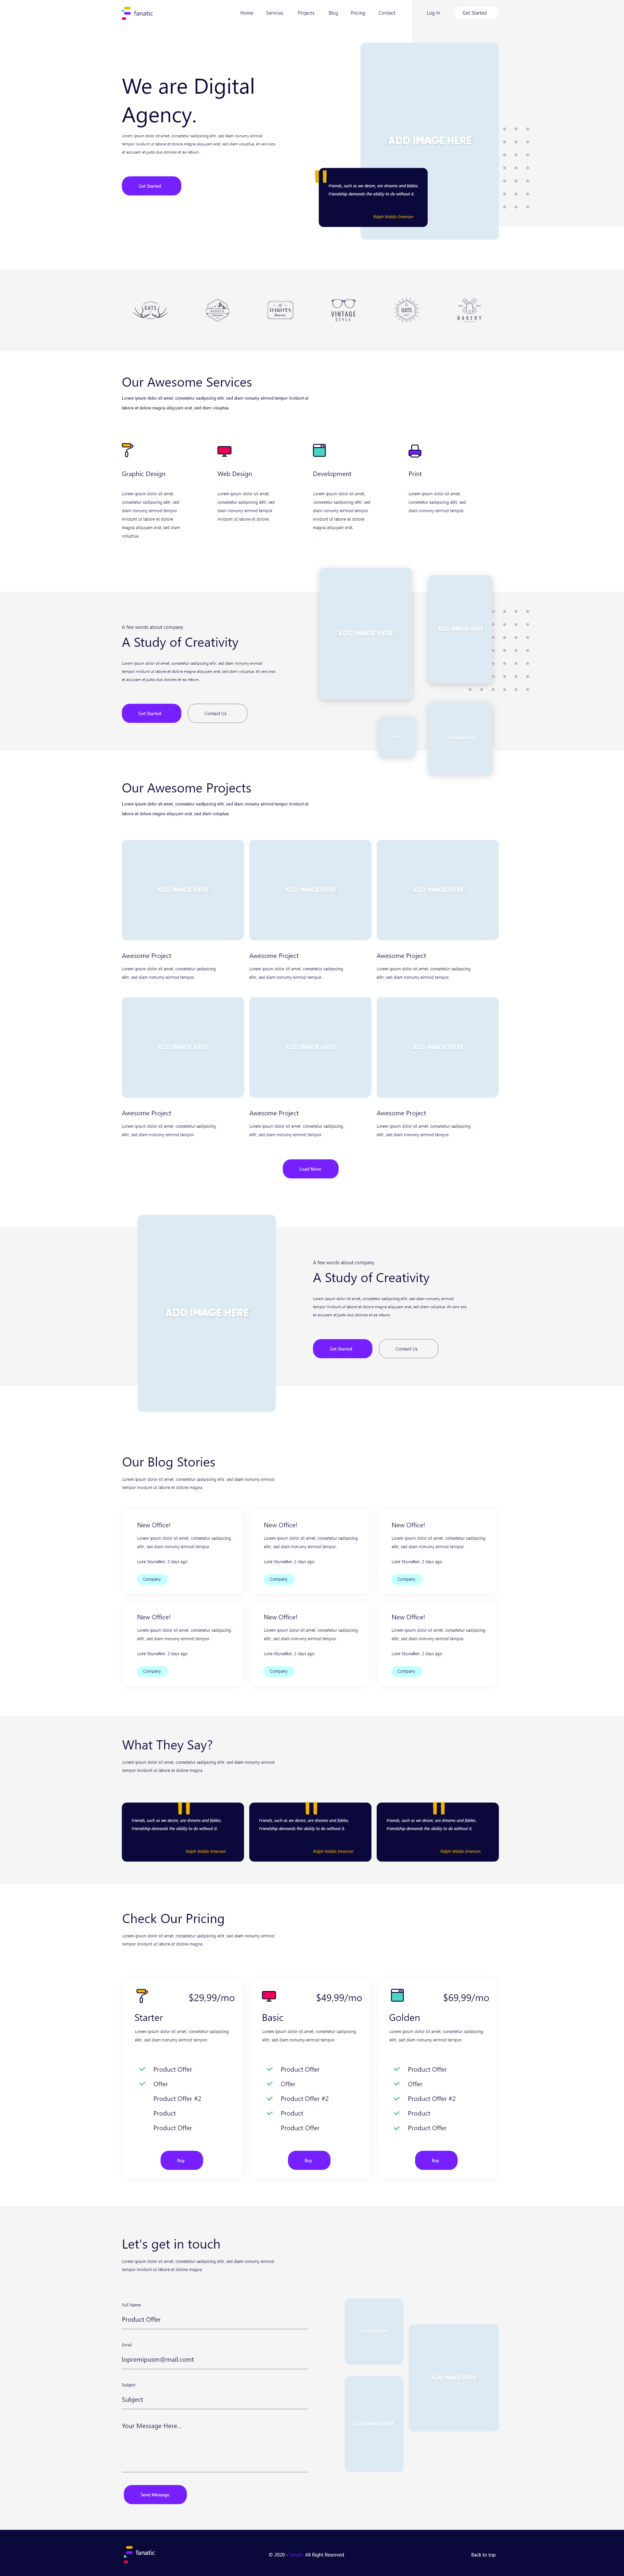 fanatic
Home Services Projects Blog Pricing Contact Log In Get Started
We are Digital
Agency.
Lorem ipsum dolor sit amet, consetetur sadipscing elitr, sed diam nonumy eirmod
tempor invidunt ut labore et dolore magna aliquyam erat, sed diam voluptua. At vero eos
et accusam et justo duo dolores et ea rebum.
Get Started
ADD IMAGE HERE
Friends, such as we desire, are dreams and fables.
Friendship demands the ability to do without it.
Ralph Waldo Emerson
GATS
DAKOTA
DAKOTA
VINTAGE
STYLE
GATS
BAKERY
Our Awesome Services
Lorem ipsum dolor sit amet, consetetur sadipscing elitr, sed diam nonumy eirmod tempor invidunt ut
labore et dolore magna aliquyam erat, sed diam voluptua.
Graphic Design
Lorem ipsum dolor sit amet,
consetetur sadipscing elitr, sed
diam nonumy eirmod tempor
invidunt ut labore et dolore
magna aliquyam erat, sed diam
voluptua.
Web Design
Lorem ipsum dolor sit amet,
consetetur sadipscing elitr, sed
diam nonumy eirmod tempor
invidunt ut labore et dolore.
Development
Lorem ipsum dolor sit amet,
consetetur sadipscing elitr, sed
diam nonumy eirmod tempor
invidunt ut labore et dolore
magna aliquyam erat.
Print
Lorem ipsum dolor sit amet,
consetetur sadipscing elitr, sed
diam nonumy eirmod tempor.
A few words about company
A Study of Creativity
Lorem ipsum dolor sit amet, consetetur sadipscing elitr, sed diam nonumy eirmod
tempor invidunt ut labore et dolore magna aliquyam erat, sed diam voluptua. At vero eos
et accusam et justo duo dolores et ea rebum.
Get Started Contact Us
ADD IMAGE HERE
ADD IMAGE HERE
ADD IMAGE HERE
Our Awesome Projects
Lorem ipsum dolor sit amet, consetetur sadipscing elitr, sed diam nonumy eirmod tempor invidunt ut
labore et dolore magna aliquyam erat, sed diam voluptua.
ADD IMAGE HERE
Awesome Project
Lorem ipsum dolor sit amet, consetetur sadipscing
elitr, sed diam nonumy eirmod tempor.
ADD IMAGE HERE
Awesome Project
Lorem ipsum dolor sit amet, consetetur sadipscing
elitr, sed diam nonumy eirmod tempor.
ADD IMAGE HERE
Awesome Project
Lorem ipsum dolor sit amet, consetetur sadipscing
elitr, sed diam nonumy eirmod tempor.
ADD IMAGE HERE
Awesome Project
Lorem ipsum dolor sit amet, consetetur sadipscing
elitr, sed diam nonumy eirmod tempor.
ADD IMAGE HERE
Awesome Project
Lorem ipsum dolor sit amet, consetetur sadipscing
elitr, sed diam nonumy eirmod tempor.
ADD IMAGE HERE
Awesome Project
Lorem ipsum dolor sit amet, consetetur sadipscing
elitr, sed diam nonumy eirmod tempor.
Load More
ADD IMAGE HERE
A few words about company
A Study of Creativity
Lorem ipsum dolor sit amet, consetetur sadipscing elitr, sed diam nonumy eirmod
tempor invidunt ut labore et dolore magna aliquyam erat, sed diam voluptua. At vero eos
et accusam et justo duo dolores et ea rebum.
Get Started Contact Us
Our Blog Stories
Lorem ipsum dolor sit amet, consetetur sadipscing elitr, sed diam nonumy eirmod
tempor invidunt ut labore et dolore magna
New Office!
Lorem ipsum dolor sit amet, consetetur sadipscing
elitr, sed diam nonumy eirmod tempor.
Luke Skywalker, 2 days ago
Company
New Office!
Lorem ipsum dolor sit amet, consetetur sadipscing
elitr, sed diam nonumy eirmod tempor.
Luke Skywalker, 2 days ago
Company
New Office!
Lorem ipsum dolor sit amet, consetetur sadipscing
elitr, sed diam nonumy eirmod tempor.
Luke Skywalker, 2 days ago
Company
New Office!
Lorem ipsum dolor sit amet, consetetur sadipscing
elitr, sed diam nonumy eirmod tempor.
Luke Skywalker, 2 days ago
Company
New Office!
Lorem ipsum dolor sit amet, consetetur sadipscing
elitr, sed diam nonumy eirmod tempor.
Luke Skywalker, 2 days ago
Company
New Office!
Lorem ipsum dolor sit amet, consetetur sadipscing
elitr, sed diam nonumy eirmod tempor.
Luke Skywalker, 2 days ago
Company
What They Say?
Lorem ipsum dolor sit amet, consetetur sadipscing elitr, sed diam nonumy eirmod
tempor invidunt ut labore et dolore magna
Friends, such as we desire, are dreams and fables.
Friendship demands the ability to do without it.
Ralph Waldo Emerson
Friends, such as we desire, are dreams and fables.
Friendship demands the ability to do without it.
Ralph Waldo Emerson
Friends, such as we desire, are dreams and fables.
Friendship demands the ability to do without it.
Ralph Waldo Emerson
Check Our Pricing
Lorem ipsum dolor sit amet, consetetur sadipscing elitr, sed diam nonumy eirmod
tempor invidunt ut labore et dolore magna
$29,99/mo
Starter
Lorem ipsum dolor sit amet, consetetur sadipscing
elitr, sed diam nonumy eirmod tempor.
Product Offer
Offer
Product Offer #2
Product
Product Offer
Buy
$49,99/mo
Basic
Lorem ipsum dolor sit amet, consetetur sadipscing
elitr, sed diam nonumy eirmod tempor.
Product Offer
Offer
Product Offer #2
Product
Product Offer
Buy
$69,99/mo
Golden
Lorem ipsum dolor sit amet, consetetur sadipscing
elitr, sed diam nonumy eirmod tempor.
Product Offer
Offer
Product Offer #2
Product
Product Offer
Buy
Let's get in touch
Lorem ipsum dolor sit amet, consetetur sadipscing elitr, sed diam nonumy eirmod
tempor invidunt ut labore et dolore magna
Full Name
Product Offer
Email
lopremipusm@mail.comt
Subject
Subject
Your Message Here...
Send Message
ADD IMAGE HERE
ADD IMAGE HERE
ADD IMAGE HERE
fanatic
© 2020 - fanatic All Right Reserved
Back to top